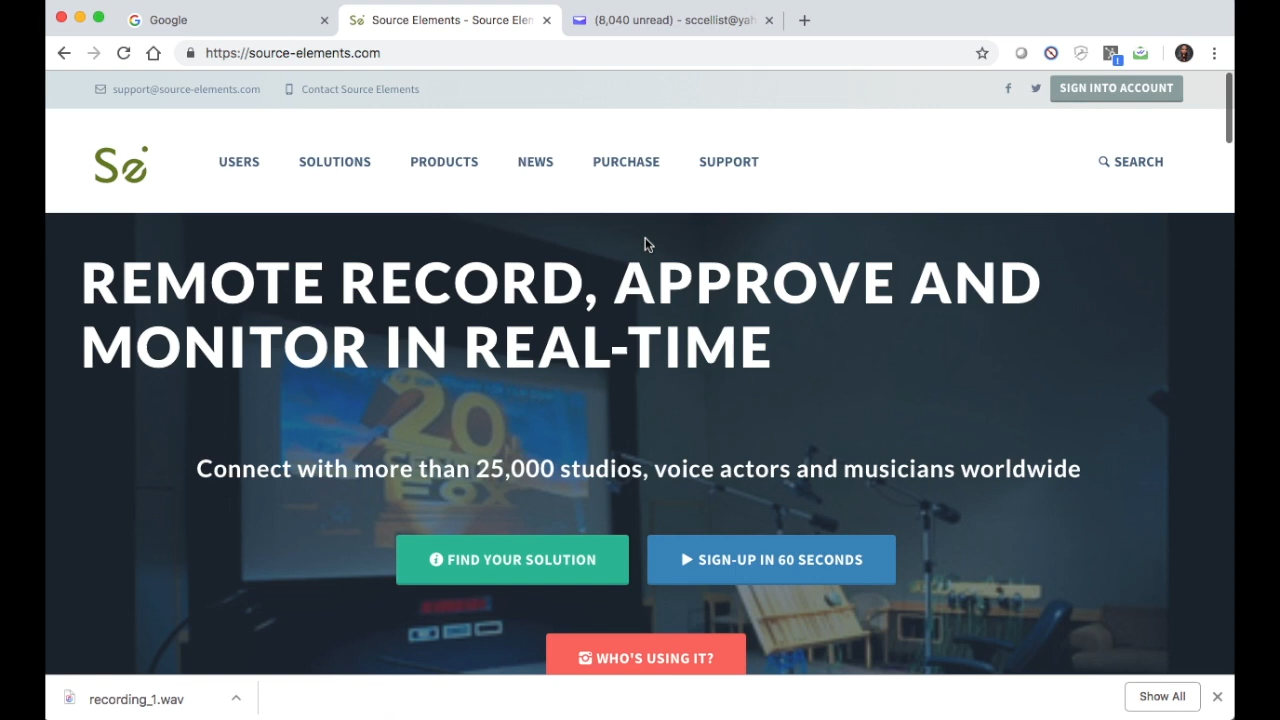 Google
Se Source Elements - Source Elen
(8,040 unread) - sccellist@yah
https://source-elements.com
support@source-elements.com
Contact Source Elements
SIGN INTO ACCOUNT
Se
USERS
SOLUTIONS
PRODUCTS
NEWS
PURCHASE
SUPPORT
SEARCH
REMOTE RECORD, APPROVE AND
MONITOR IN REAL-TIME
20
FOX
Connect with more than 25,000 studios, voice actors and musicians worldwide
FIND YOUR SOLUTION
SIGN-UP IN 60 SECONDS
WHO'S USING IT?
recording_1.wav
Show All